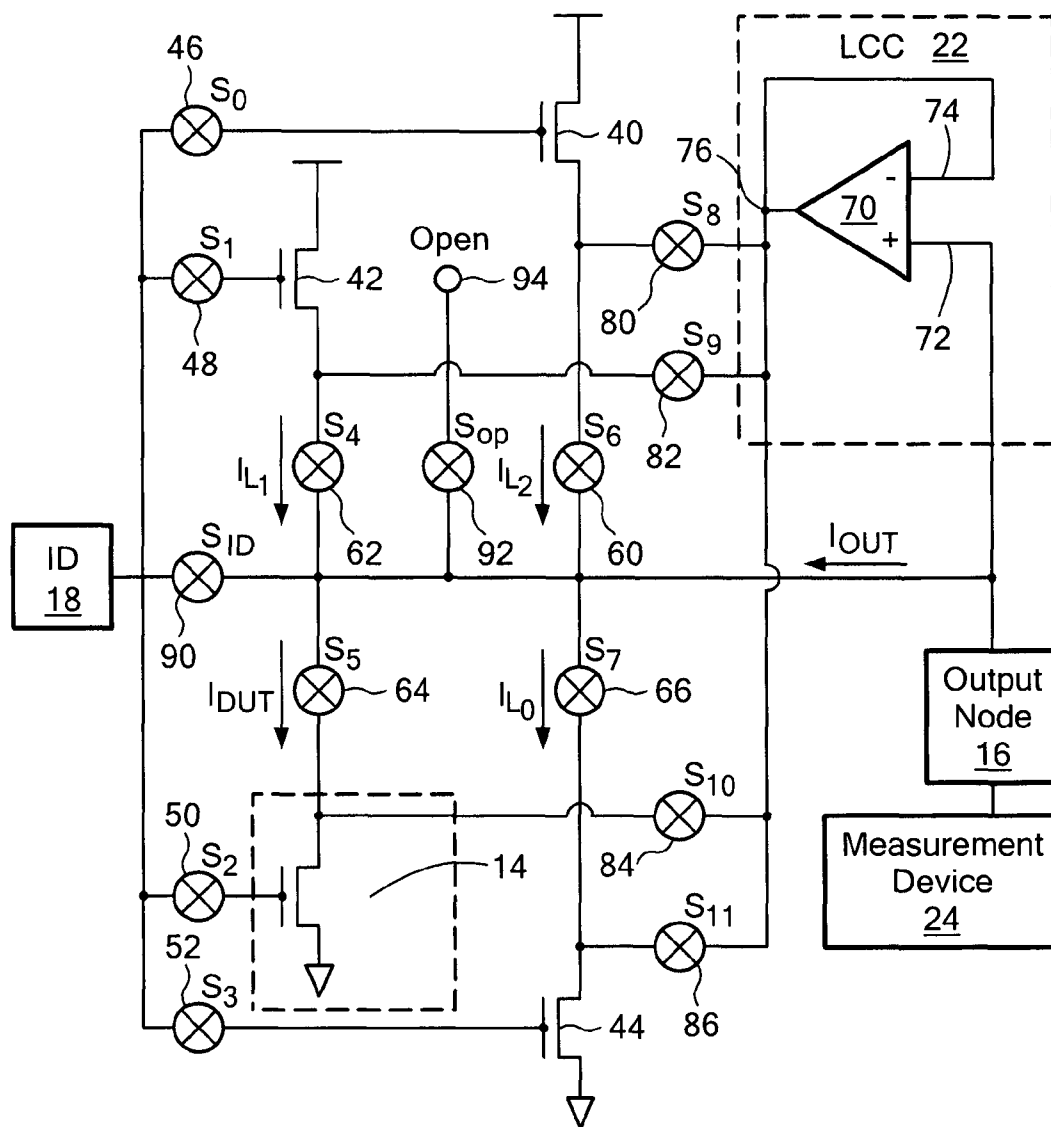 LCC 22
46
S0
40
74
76
-
70
+
S1
42
Open
94
S8
80
72
48
S9
82
S4
Sop
S6
IL1
IL2
62
92
60
ID
18
SID
90
IOUT
S5
S7
IDUT
64
IL0
66
Output
Node
16
S10
84
50
S2
14
Measurement
Device
24
S11
86
52
S3
44